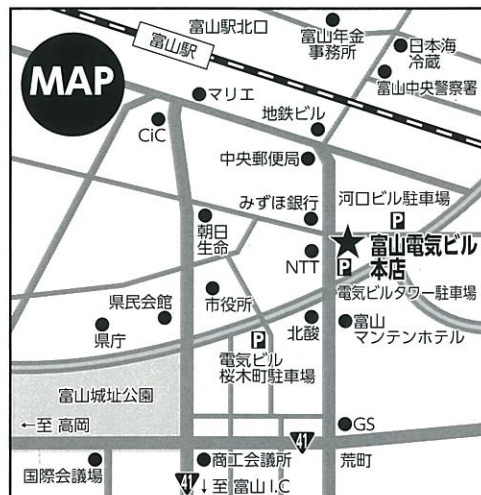 MAP
富山駅北口
富山駅
富山年金
事務所
日本海
冷蔵
富山中央警察署
マリエ
CiC
地鉄ビル
中央郵便局
みずほ銀行
河口ビル駐車場
P
朝日
生命
富山電気ビル
本店
NTT
P
電気ビルタワー駐車場
県民会館
市役所
県庁
P
北酸
富山
マンテンホテル
電気ビル
桜木町駐車場
富山城址公園
←至 高岡
GS
41
国際会議場
商工会議所
荒町
41
↓至 富山I.C